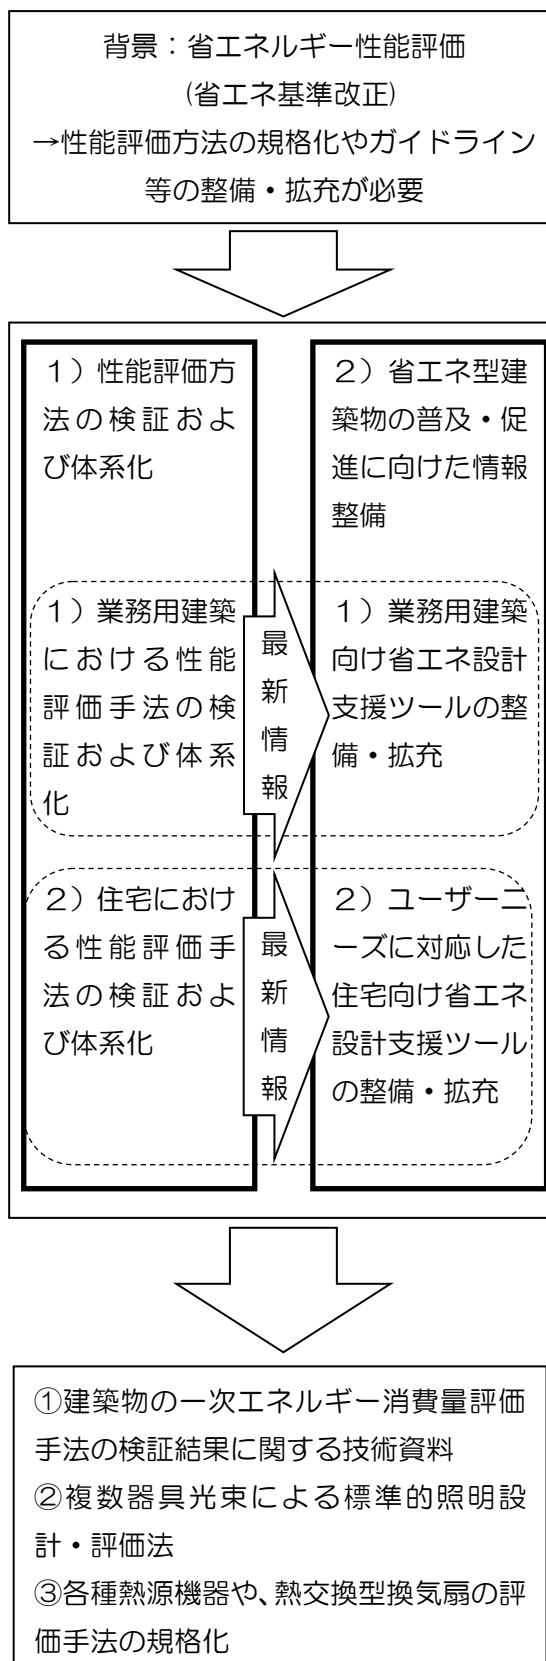 背景：省エネルギー性能評価
(省エネ基準改正)
→性能評価方法の規格化やガイドライン
等の整備・拡充が必要
１）性能評価方
法の検証およ
び体系化
２）省エネ型建
築物の普及・促
進に向けた情報
整備
１）業務用建築
における性能
評価手法の検
証および体系
化
最
新
情
報
１）業務用建築
向け省エネ設計
支援ツールの整
備・拡充
２）住宅におけ
る性能評価手
法の検証およ
び体系化
最
新
情
報
２）ユーザーニ
ーズに対応した
住宅向け省エネ
設計支援ツール
の整備・拡充
①建築物の一次エネルギー消費量評価
手法の検証結果に関する技術資料
②複数器具光束による標準的照明設
計・評価法
③各種熱源機器や、熱交換型換気扇の評
価手法の規格化